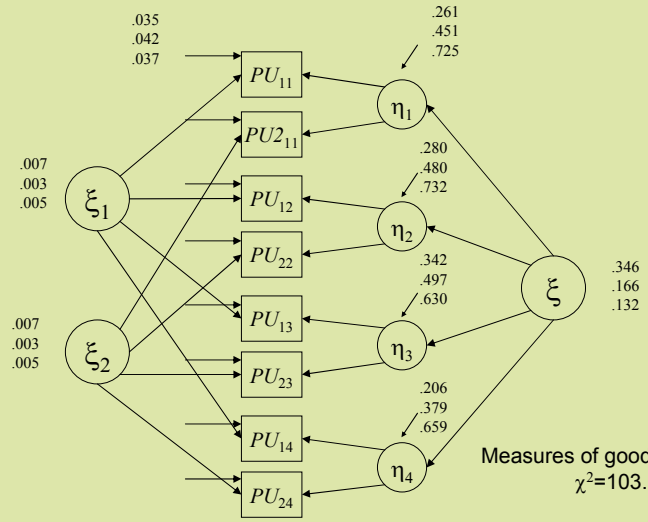 .035
.042
.037
.261
.451
.725
PU₁₁
η₁
PU2₁₁
.007
.003
.005
ξ₁
.280
.480
.732
PU₁₂
η₂
PU₂₂
.342
.497
.630
ξ
.346
.166
.132
PU₁₃
.007
.003
.005
ξ₂
η₃
PU₂₃
.206
.379
.659
PU₁₄
η₄
PU₂₄
Measures of good
χ²=103.